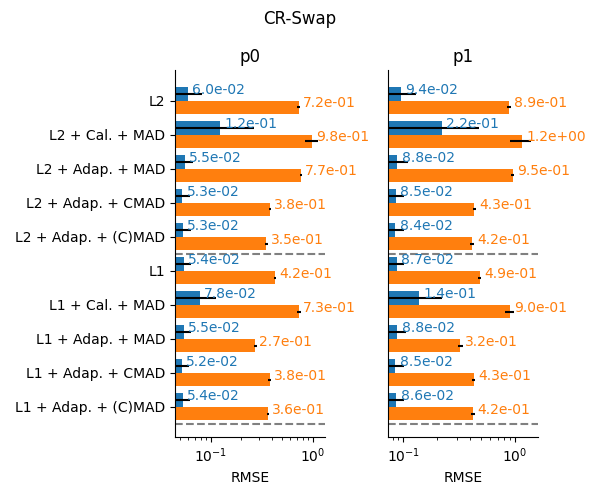 CR-Swap
p0 p1
L2 6.0e-02 9.4e-02
7.2e-01 8.9e-01
L2 + Cal. + MAD 1.2e-01 2.2e-01
9.8e-01 1.2e+00
L2 + Adap. + MAD 5.5e-02 8.8e-02
7.7e-01 9.5e-01
L2 + Adap. + CMAD 5.3e-02 8.5e-02
3.8e-01 4.3e-01
L2 + Adap. + (C)MAD 5.3e-02 8.4e-02
3.5e-01 4.2e-01
L1 5.4e-02 8.7e-02
4.2e-01 4.9e-01
L1 + Cal. + MAD 7.8e-02 1.4e-01
7.3e-01 9.0e-01
L1 + Adap. + MAD 5.5e-02 8.8e-02
2.7e-01 3.2e-01
L1 + Adap. + CMAD 5.2e-02 8.5e-02
3.8e-01 4.3e-01
L1 + Adap. + (C)MAD 5.4e-02 8.6e-02
3.6e-01 4.2e-01
10⁻¹ 10⁰ 10⁻¹ 10⁰
RMSE RMSE